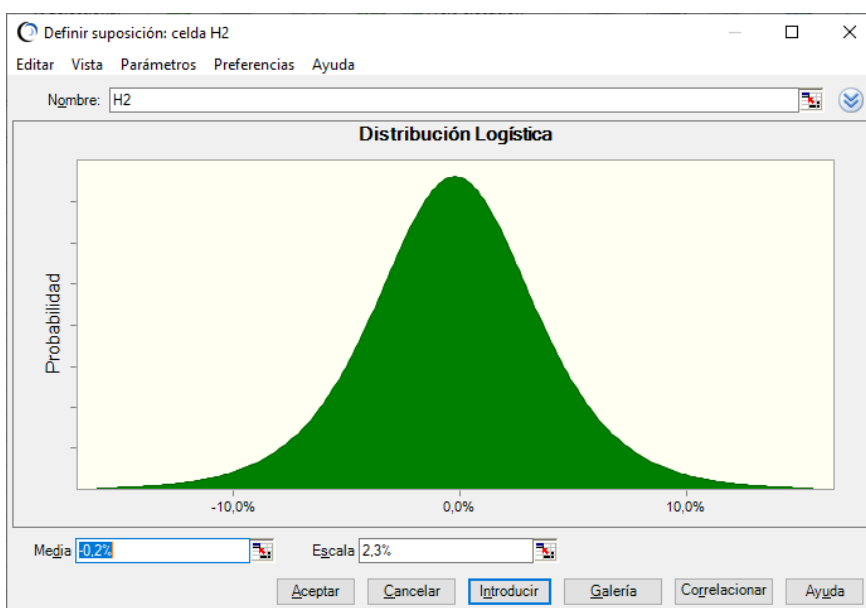 Definir suposición: celda H2
Editar Vista Parámetros Preferencias Ayuda
Nombre: H2
Distribución Logística
Probabilidad
-10,0% 0,0% 10,0%
Media -0,2% Escala 2,3%
Aceptar Cancelar Introducir Galería Correlacionar Ayuda